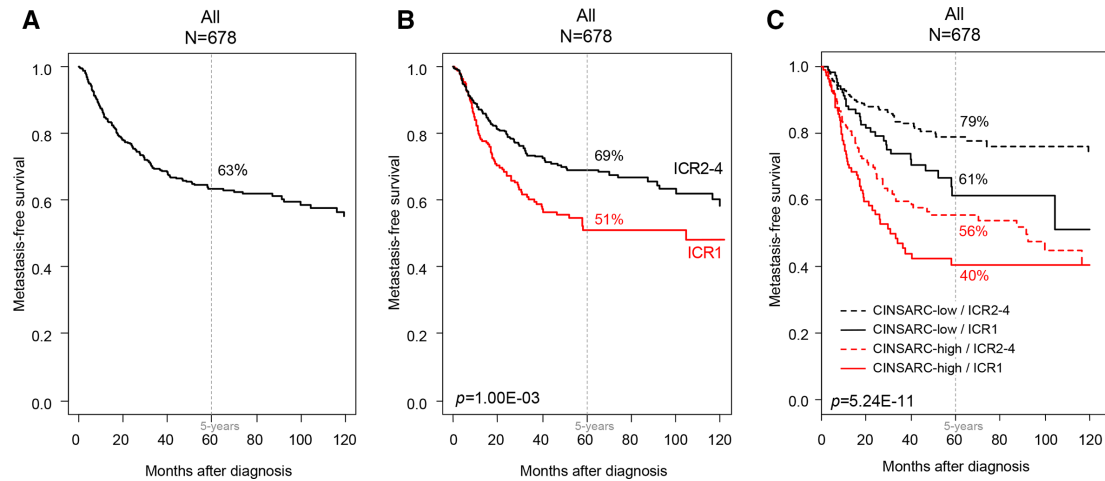 A
All
N=678
Metastasis-free survival
1.0
0.8
0.6
0.4
0.2
0.0
63%
5-years
0 20 40 60 80 100 120
Months after diagnosis
B
All
N=678
Metastasis-free survival
1.0
0.8
0.6
0.4
0.2
0.0
69%
ICR2-4
51%
ICR1
p=1.00E-03
5-years
0 20 40 60 80 100 120
Months after diagnosis
C
All
N=678
Metastasis-free survival
1.0
0.8
0.6
0.4
0.2
0.0
79%
61%
56%
40%
CINSARC-low / ICR2-4
CINSARC-low / ICR1
CINSARC-high / ICR2-4
CINSARC-high / ICR1
p=5.24E-11
5-years
0 20 40 60 80 100 120
Months after diagnosis